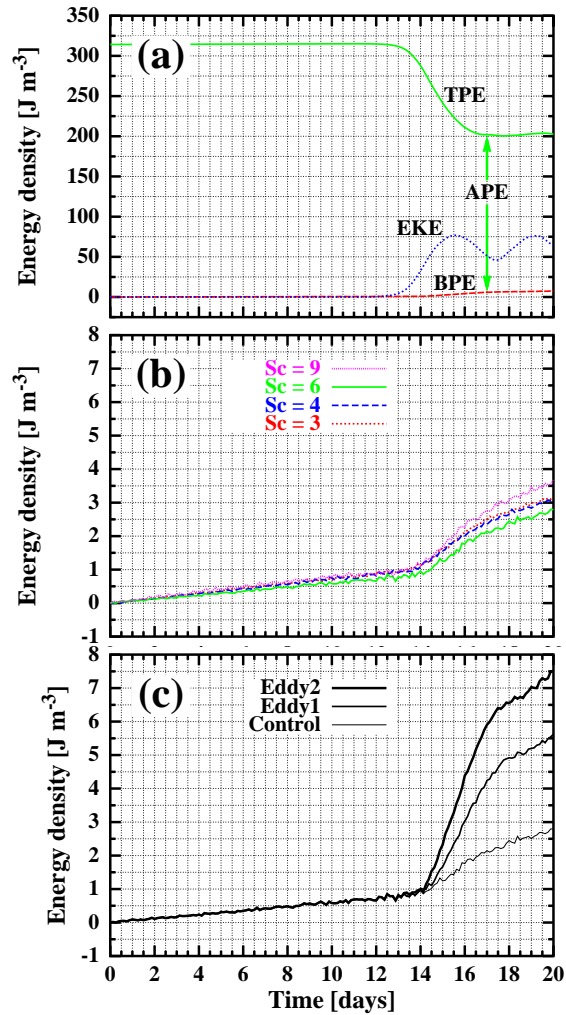 350
300
250
200
150
100
50
0
Energy density [J m-3]
(a)
TPE
APE
EKE
BPE
8
7
6
5
4
3
2
1
0
-1
Energy density [J m-3]
(b)
Sc = 9
Sc = 6
Sc = 4
Sc = 3
8
7
6
5
4
3
2
1
0
-1
Energy density [J m-3]
(c)
Eddy2
Eddy1
Control
0 2 4 6 8 10 12 14 16 18 20
Time [days]